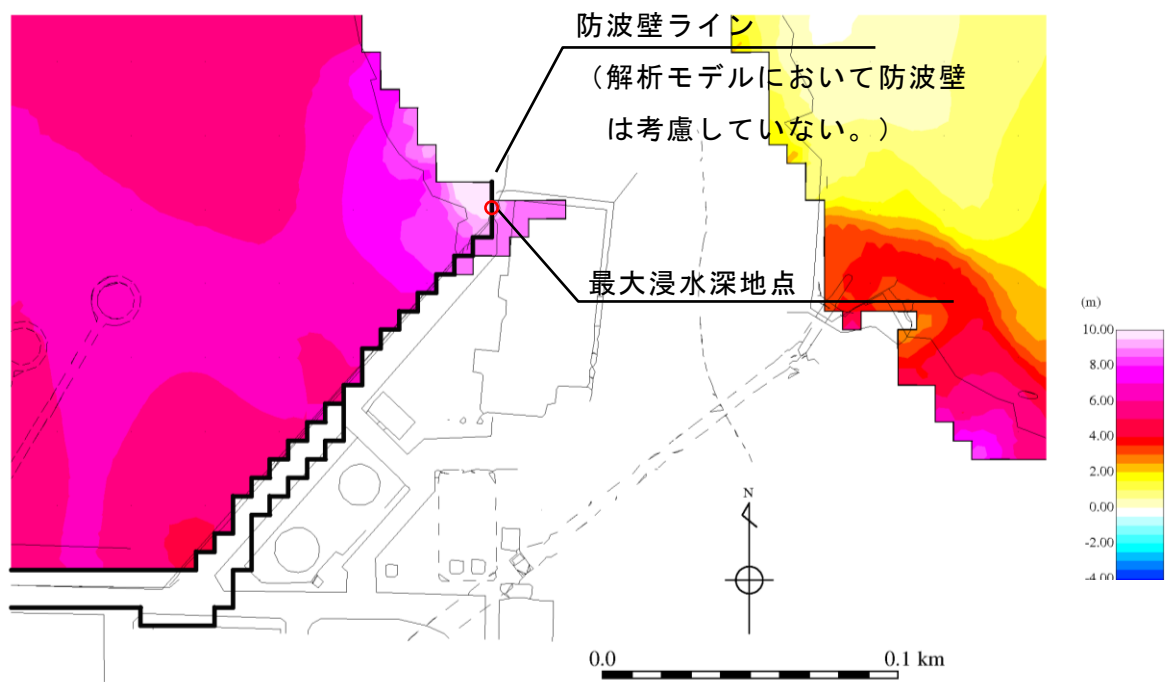 防波壁ライン
（解析モデルにおいて防波壁
は考慮していない。）
最大浸水深地点
(m)
10.00
8.00
6.00
4.00
2.00
0.00
-2.00
-4.00
N
0.0
0.1 km